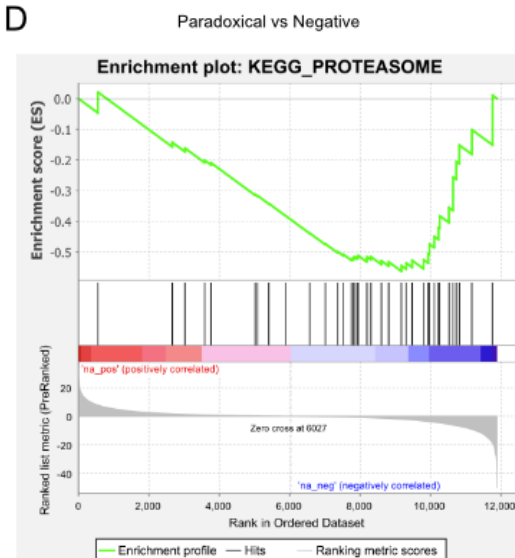 D
Paradoxical vs Negative
Enrichment plot: KEGG_PROTEASOME
Enrichment score (ES)
0.0
-0.1
-0.2
-0.3
-0.4
-0.5
'na_pos' (positively correlated)
Ranked list metric (PreRanked)
20
0
-20
-40
Zero cross at 6027
'na_neg' (negatively correlated)
0
2,000
4,000
6,000
8,000
10,000
12,000
Rank in Ordered Dataset
Enrichment profile
Hits
Ranking metric scores